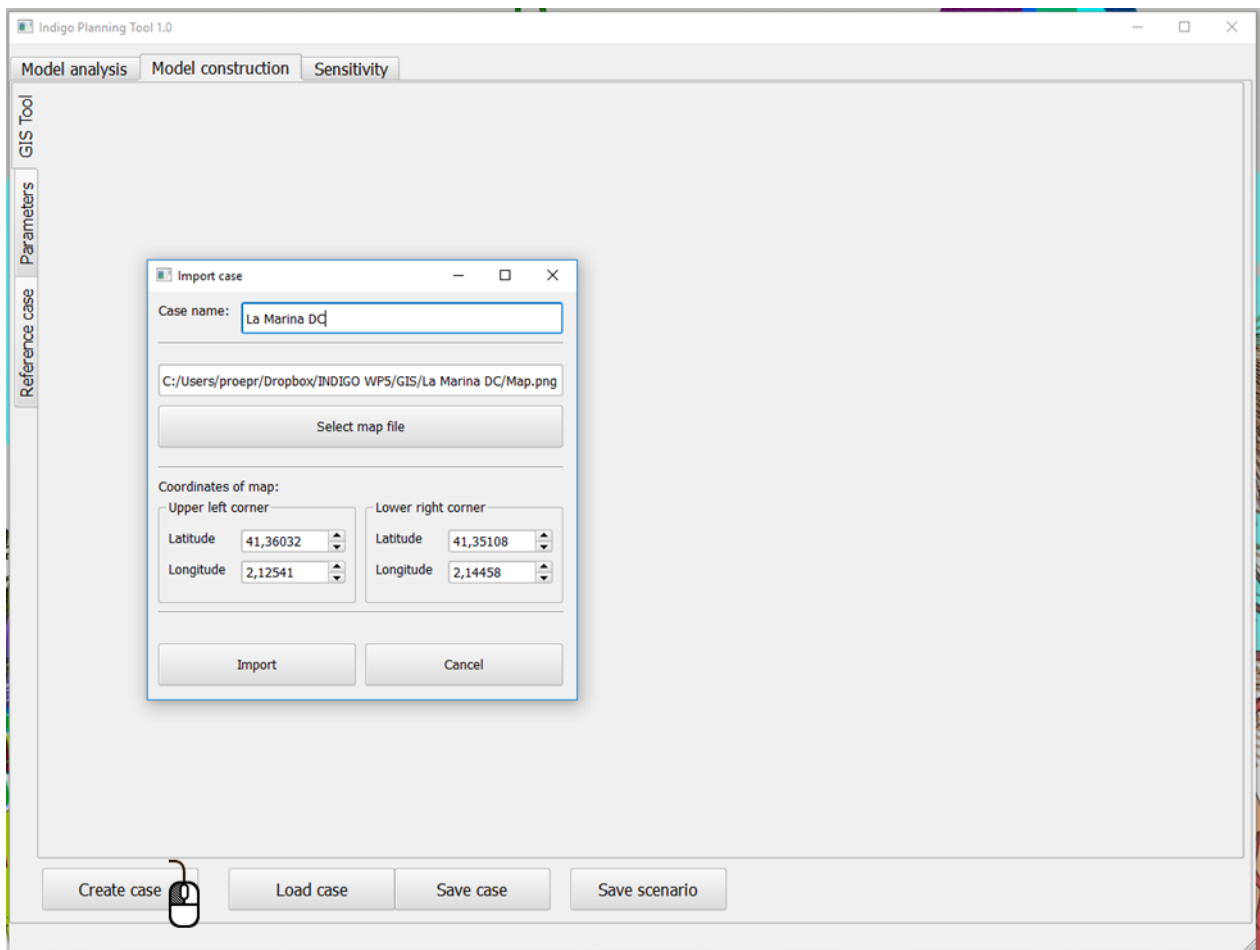 Indigo Planning Tool 1.0
Model analysis Model construction Sensitivity
GIS Tool
Parameters
Reference case
Import case
Case name: La Marina DC
C:/Users/proepr/Dropbox/INDIGO WP5/GIS/La Marina DC/Map.png
Select map file
Coordinates of map:
Upper left corner Lower right corner
Latitude 41,36032 Latitude 41,35108
Longitude 2,12541 Longitude 2,14458
Import Cancel
Create case Load case Save case Save scenario